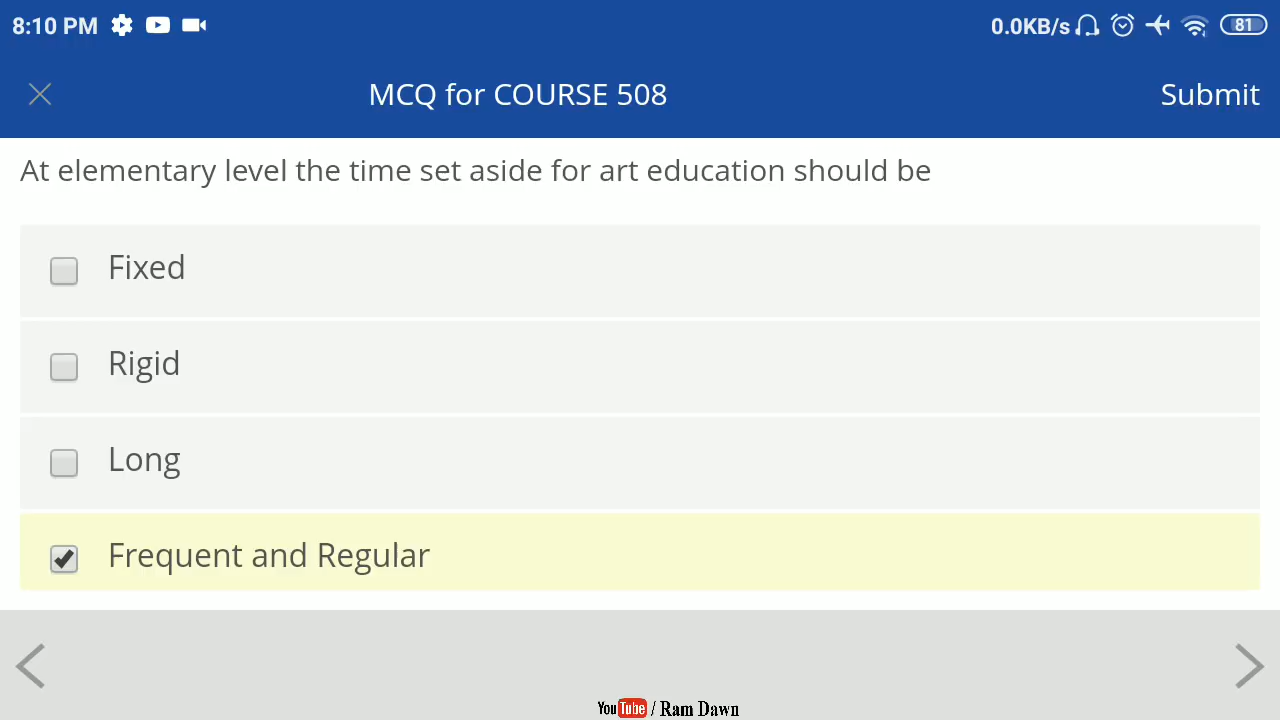 8:10 PM 0.0KB/s 81
MCQ for COURSE 508 Submit
At elementary level the time set aside for art education should be
Fixed
Rigid
Long
Frequent and Regular
YouTube / Ram Dawn